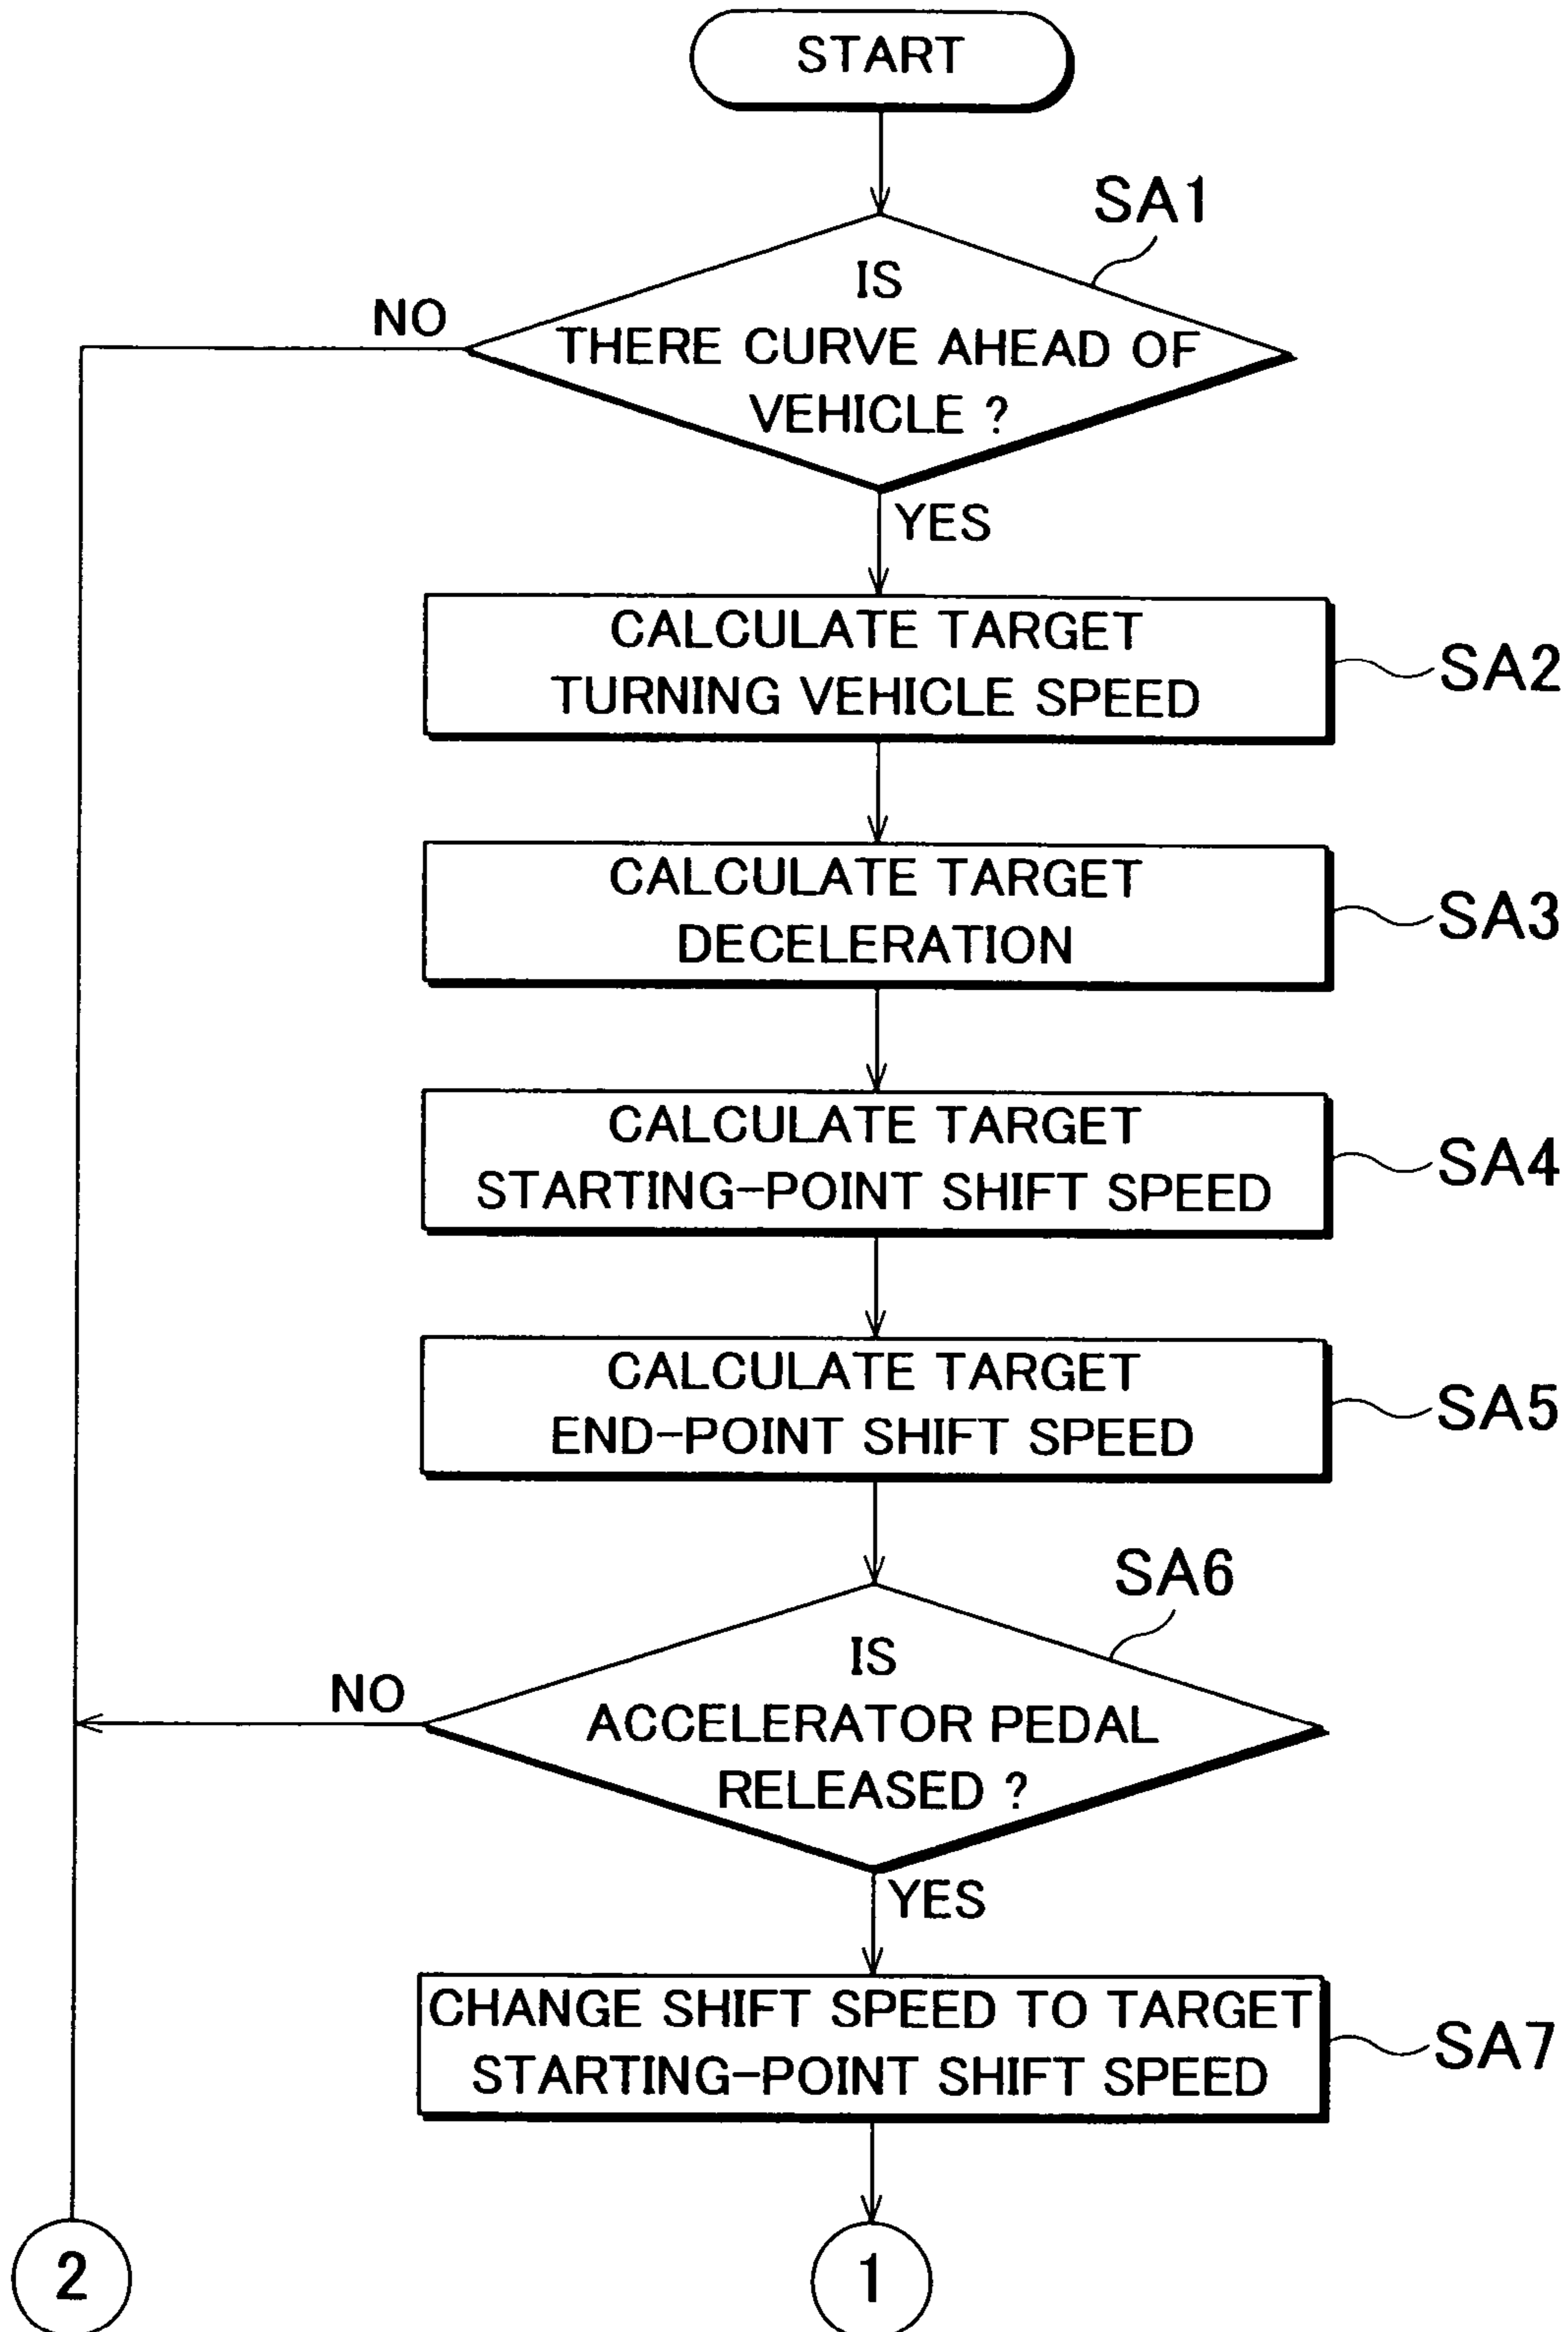 START
SA1
IS
THERE CURVE AHEAD OF
VEHICLE ?
NO
YES
CALCULATE TARGET
TURNING VEHICLE SPEED
SA2
CALCULATE TARGET
DECELERATION
SA3
CALCULATE TARGET
STARTING-POINT SHIFT SPEED
SA4
CALCULATE TARGET
END-POINT SHIFT SPEED
SA5
SA6
IS
ACCELERATOR PEDAL
RELEASED ?
NO
YES
CHANGE SHIFT SPEED TO TARGET
STARTING-POINT SHIFT SPEED
SA7
2
1